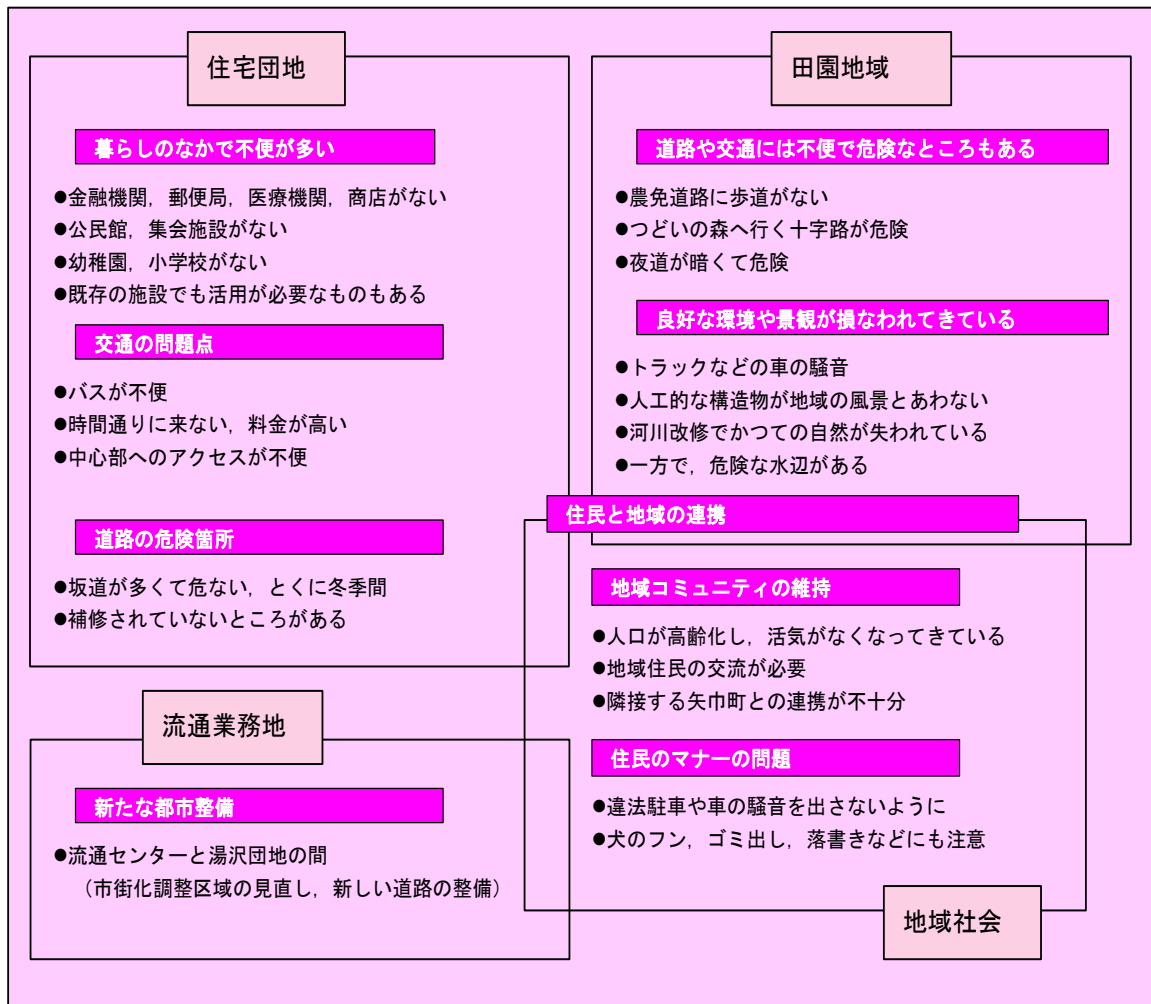 住宅団地
暮らしのなかで不便が多い
●金融機関，郵便局，医療機関，商店がない
●公民館，集会施設がない
●幼稚園，小学校がない
●既存の施設でも活用が必要なものもある
交通の問題点
●バスが不便
●時間通りに来ない，料金が高い
●中心部へのアクセスが不便
道路の危険箇所
●坂道が多くて危ない，とくに冬季間
●補修されていないところがある
流通業務地
新たな都市整備
●流通センターと湯沢団地の間
（市街化調整区域の見直し，新しい道路の整備）
田園地域
道路や交通には不便で危険なところもある
●農免道路に歩道がない
●つどいの森へ行く十字路が危険
●夜道が暗くて危険
良好な環境や景観が損なわれてきている
●トラックなどの車の騒音
●人工的な構造物が地域の風景とあわない
●河川改修でかつての自然が失われている
●一方で，危険な水辺がある
住民と地域の連携
地域コミュニティの維持
●人口が高齢化し，活気がなくなってきている
●地域住民の交流が必要
●隣接する矢巾町との連携が不十分
住民のマナーの問題
●違法駐車や車の騒音を出さないように
●犬のフン，ゴミ出し，落書きなどにも注意
地域社会